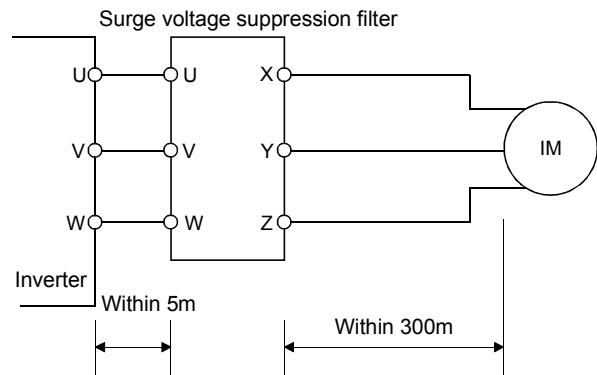 Surge voltage suppression filter
U U X
V V Y IM
W W Z
Inverter
Within 5m
Within 300m